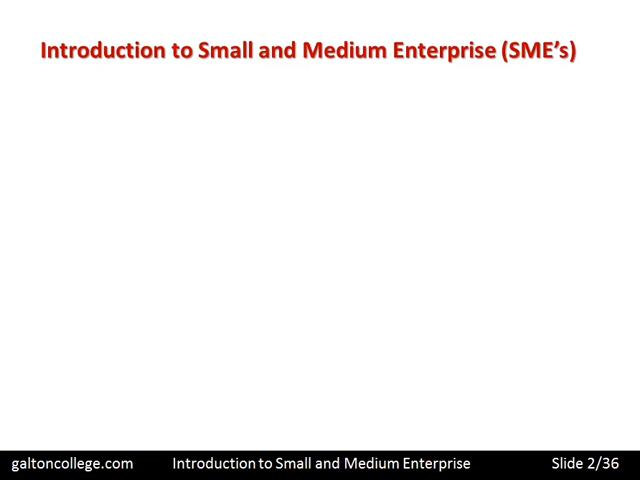 Introduction to Small and Medium Enterprise (SME’s)
galtoncollege.com Introduction to Small and Medium Enterprise Slide 2/36